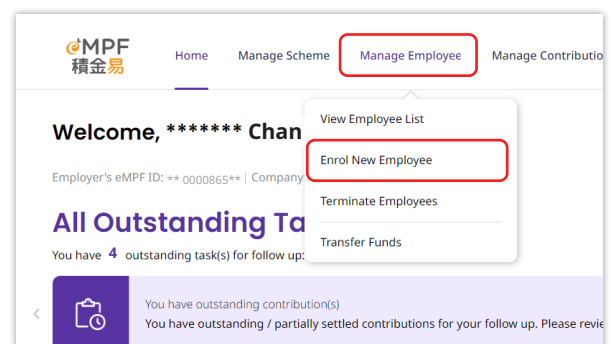 eMPF
積金易
Home Manage Scheme Manage Employee Manage Contributio
View Employee List
Enrol New Employee
Terminate Employees
Transfer Funds
Welcome, ******* Chan
Employer's eMPF ID: ** 0000865** | Company
All Outstanding Ta
You have 4 outstanding task(s) for follow up:
You have outstanding contribution(s)
You have outstanding / partially settled contributions for your follow up. Please revie